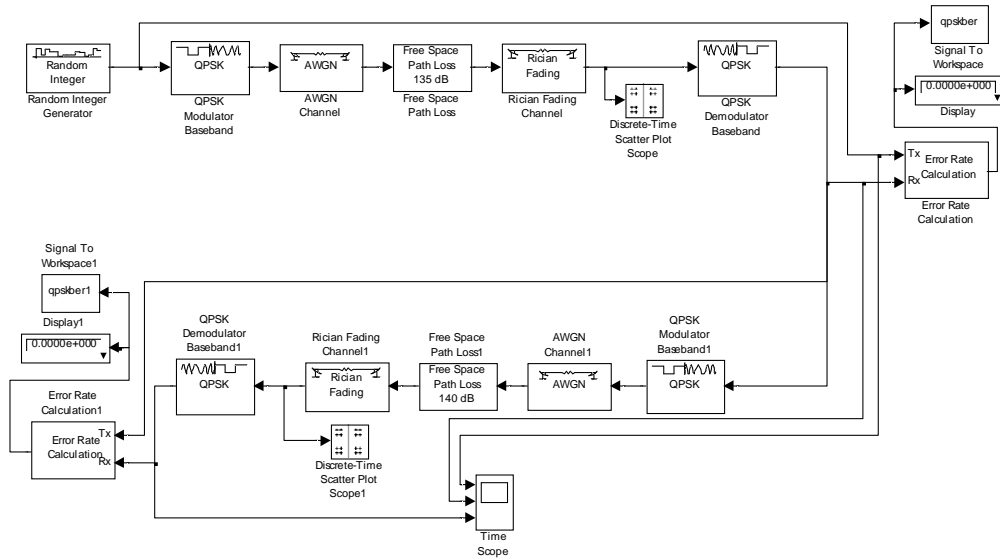 Random
Integer
Random Integer
Generator
QPSK
QPSK
Modulator
Baseband
AWGN
AWGN
Channel
Free Space
Path Loss
135 dB
Free Space
Path Loss
Rician
Fading
Rician Fading
Channel
Discrete-Time
Scatter Plot
Scope
QPSK
QPSK
Demodulator
Baseband
qpskber
Signal To
Workspace
0.0000e+000
Display
Tx
Rx
Error Rate
Calculation
Error Rate
Calculation
Signal To
Workspace1
qpskber1
Display1
0.0000e+000
Error Rate
Calculation1
Error Rate
Calculation
Tx
Rx
QPSK
Demodulator
Baseband1
QPSK
Rician Fading
Channel1
Rician
Fading
Discrete-Time
Scatter Plot
Scope1
Free Space
Path Loss1
Free Space
Path Loss
140 dB
AWGN
Channel1
AWGN
QPSK
Modulator
Baseband1
QPSK
Time
Scope